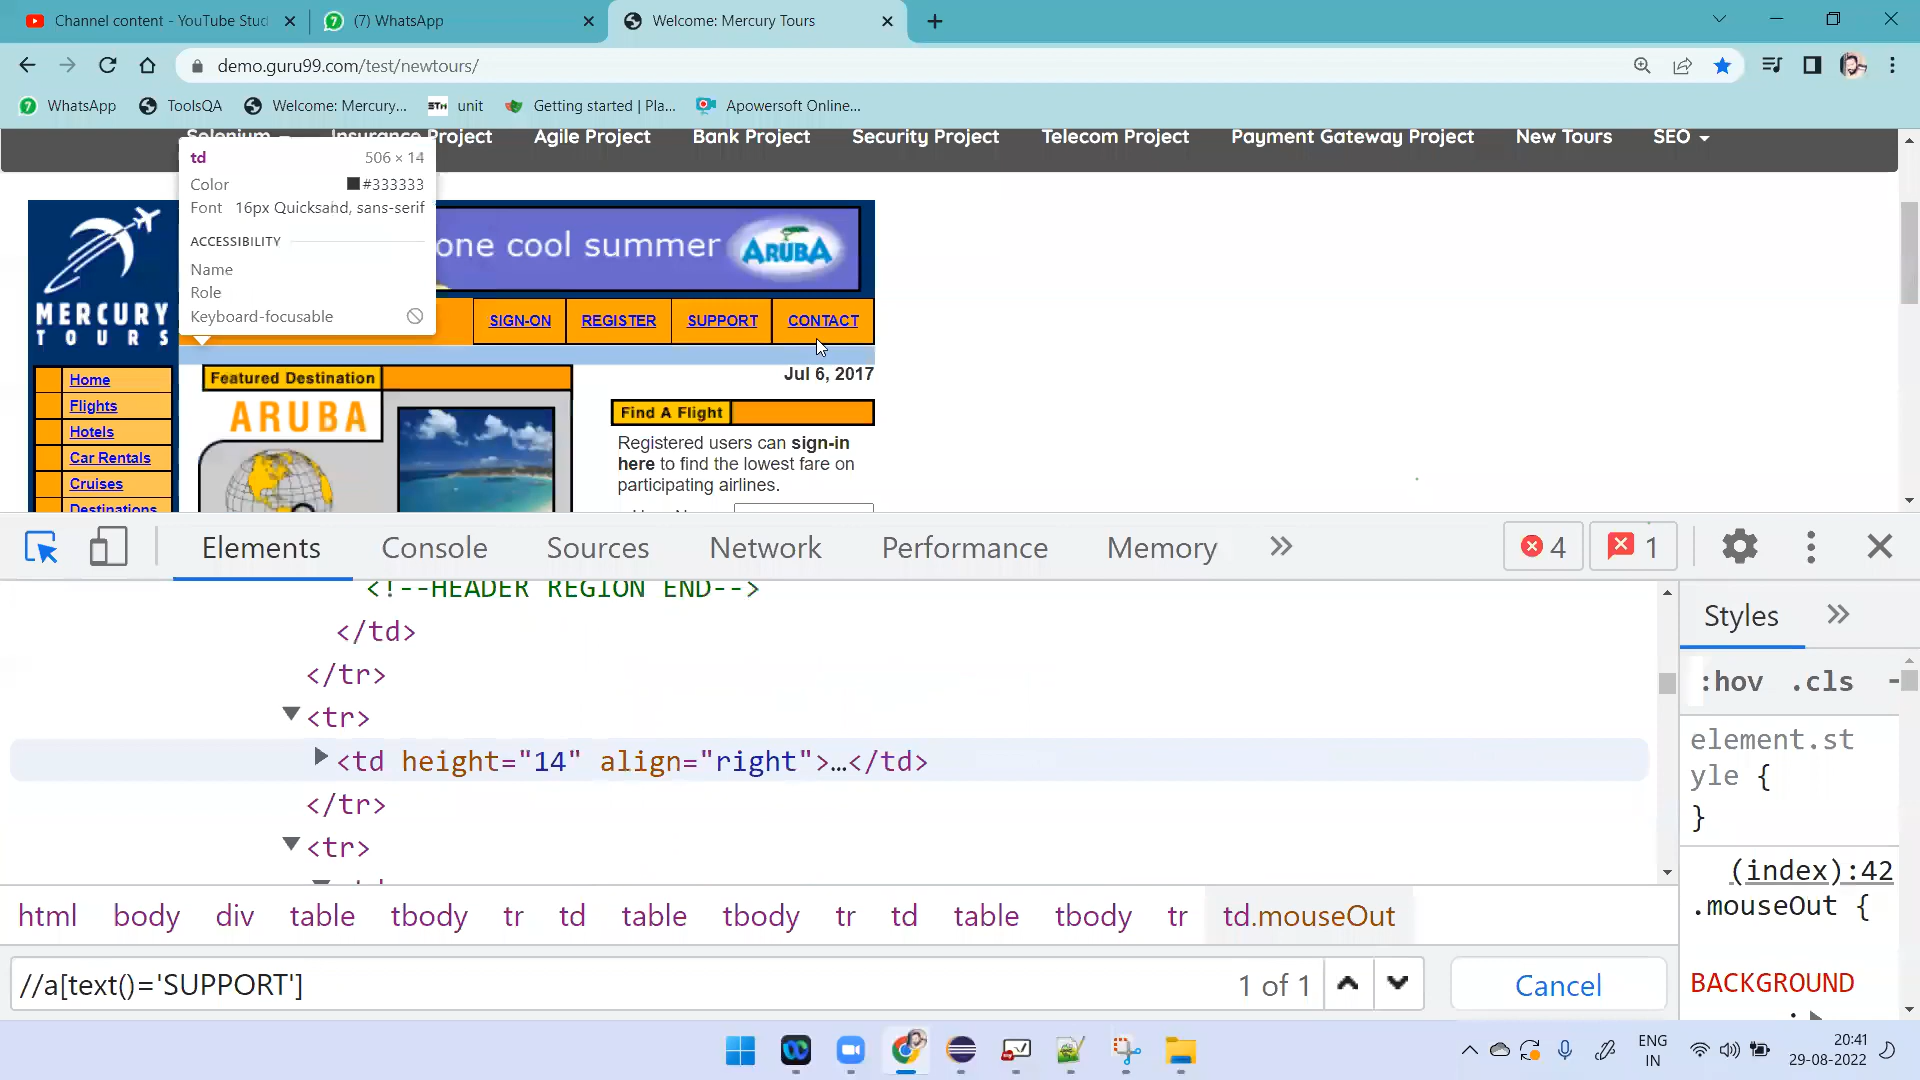 Channel content - YouTube Stud
(7) WhatsApp
Welcome: Mercury Tours
demo.guru99.com/test/newtours/
WhatsApp
ToolsQA
Welcome: Mercury...
STH unit
Getting started | Pla...
Apowersoft Online...
Selenium
Insurance Project
Agile Project
Bank Project
Security Project
Telecom Project
Payment Gateway Project
New Tours
SEO
td 506 × 14
Color #333333
Font 16px Quicksand, sans-serif
ACCESSIBILITY
Name
Role
Keyboard-focusable
one cool summer
ARUBA
MERCURY
TOURS
SIGN-ON
REGISTER
SUPPORT
CONTACT
Home
Flights
Hotels
Car Rentals
Cruises
Destinations
Featured Destination
ARUBA
Jul 6, 2017
Find A Flight
Registered users can sign-in
here to find the lowest fare on
participating airlines.
Elements
Console
Sources
Network
Performance
Memory
4
1
<!--HEADER REGION END-->
</td>
</tr>
<tr>
<td height="14" align="right">…</td>
</tr>
<tr>
Styles
:hov .cls
element.st
yle {
}
(index):42
.mouseOut {
BACKGROUND
html body div table tbody tr td table tbody tr td table tbody tr td.mouseOut
//a[text()='SUPPORT']
1 of 1
Cancel
ENG
IN
20:41
29-08-2022